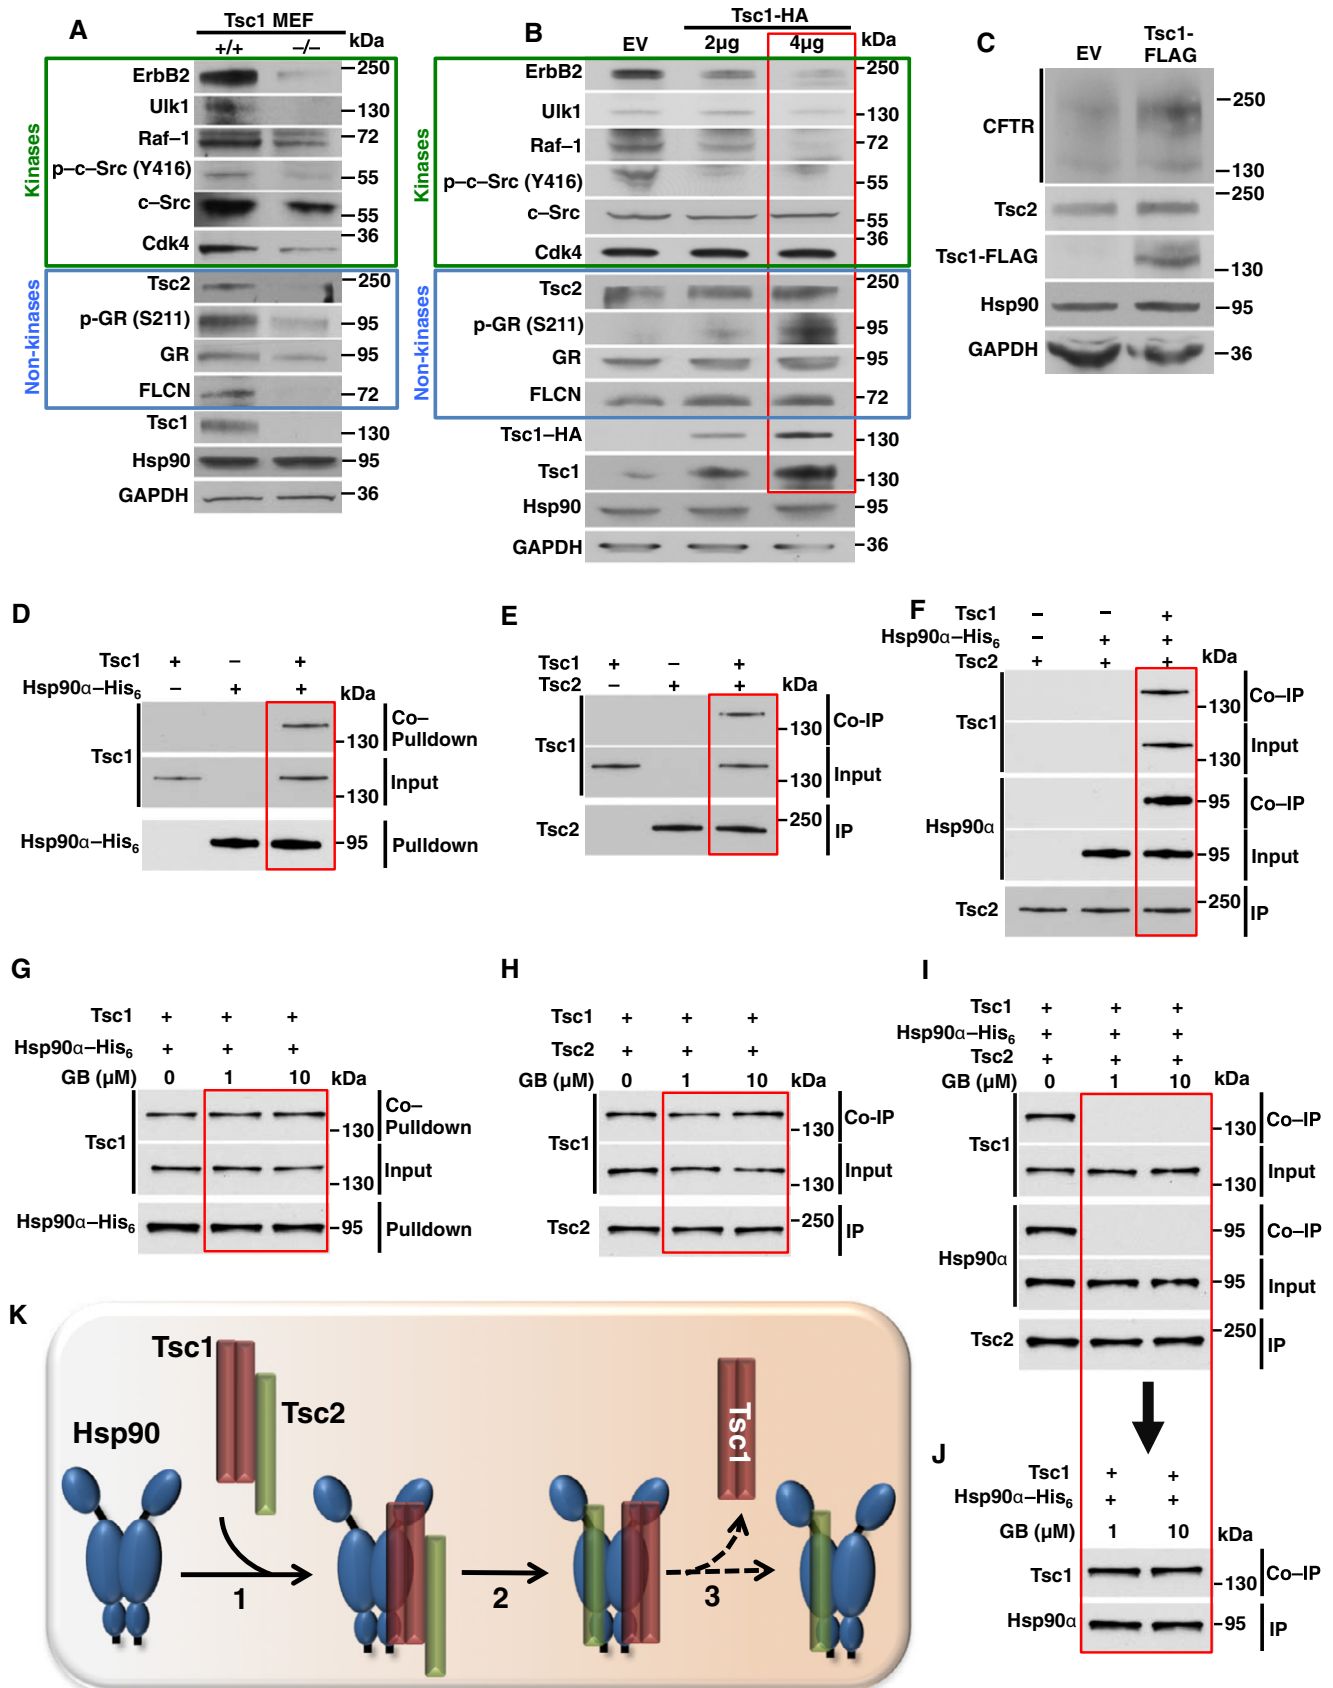 A
Tsc1 MEF
+/+ –/– kDa
Kinases
ErbB2 250
Ulk1 130
Raf–1 72
p–c–Src (Y416) 55
c–Src 55
Cdk4 36
Non-kinases
Tsc2 250
p-GR (S211) 95
GR 95
FLCN 72
Tsc1 130
Hsp90 95
GAPDH 36
B
Tsc1-HA
EV 2µg 4µg kDa
Kinases
ErbB2 250
Ulk1 130
Raf–1 72
p–c–Src (Y416) 55
c–Src 55
Cdk4 36
Non-kinases
Tsc2 250
p-GR (S211) 95
GR 95
FLCN 72
Tsc1–HA 130
Tsc1 130
Hsp90 95
GAPDH 36
C
EV Tsc1-
FLAG
CFTR 250
130
Tsc2 250
Tsc1-FLAG 130
Hsp90 95
GAPDH 36
D
Tsc1 + – +
Hsp90α–His6 – + + kDa
Tsc1 130 Co–
Pulldown
130 Input
Hsp90α–His6 95 Pulldown
E
Tsc1 + – +
Tsc2 – + + kDa
Tsc1 130 Co-IP
130 Input
Tsc2 250 IP
F
Tsc1 – – +
Hsp90α–His6 – + +
Tsc2 + + + kDa
Tsc1 130 Co–IP
130 Input
Hsp90α 95 Co–IP
95 Input
Tsc2 250 IP
G
Tsc1 + + +
Hsp90α–His6 + + +
GB (µM) 0 1 10 kDa
Tsc1 130 Co–
Pulldown
130 Input
Hsp90α–His6 95 Pulldown
H
Tsc1 + + +
Tsc2 + + +
GB (µM) 0 1 10 kDa
Tsc1 130 Co-IP
130 Input
Tsc2 250 IP
I
Tsc1 + + +
Hsp90α–His6 + + +
Tsc2 + + +
GB (µM) 0 1 10 kDa
Tsc1 130 Co–IP
130 Input
Hsp90α 95 Co–IP
95 Input
Tsc2 250 IP
J
Tsc1 + +
Hsp90α–His6 + +
GB (µM) 1 10 kDa
Tsc1 130 Co–IP
Hsp90α 95 IP
K
Tsc1
Tsc2
Hsp90
Tsc1
1 2 3